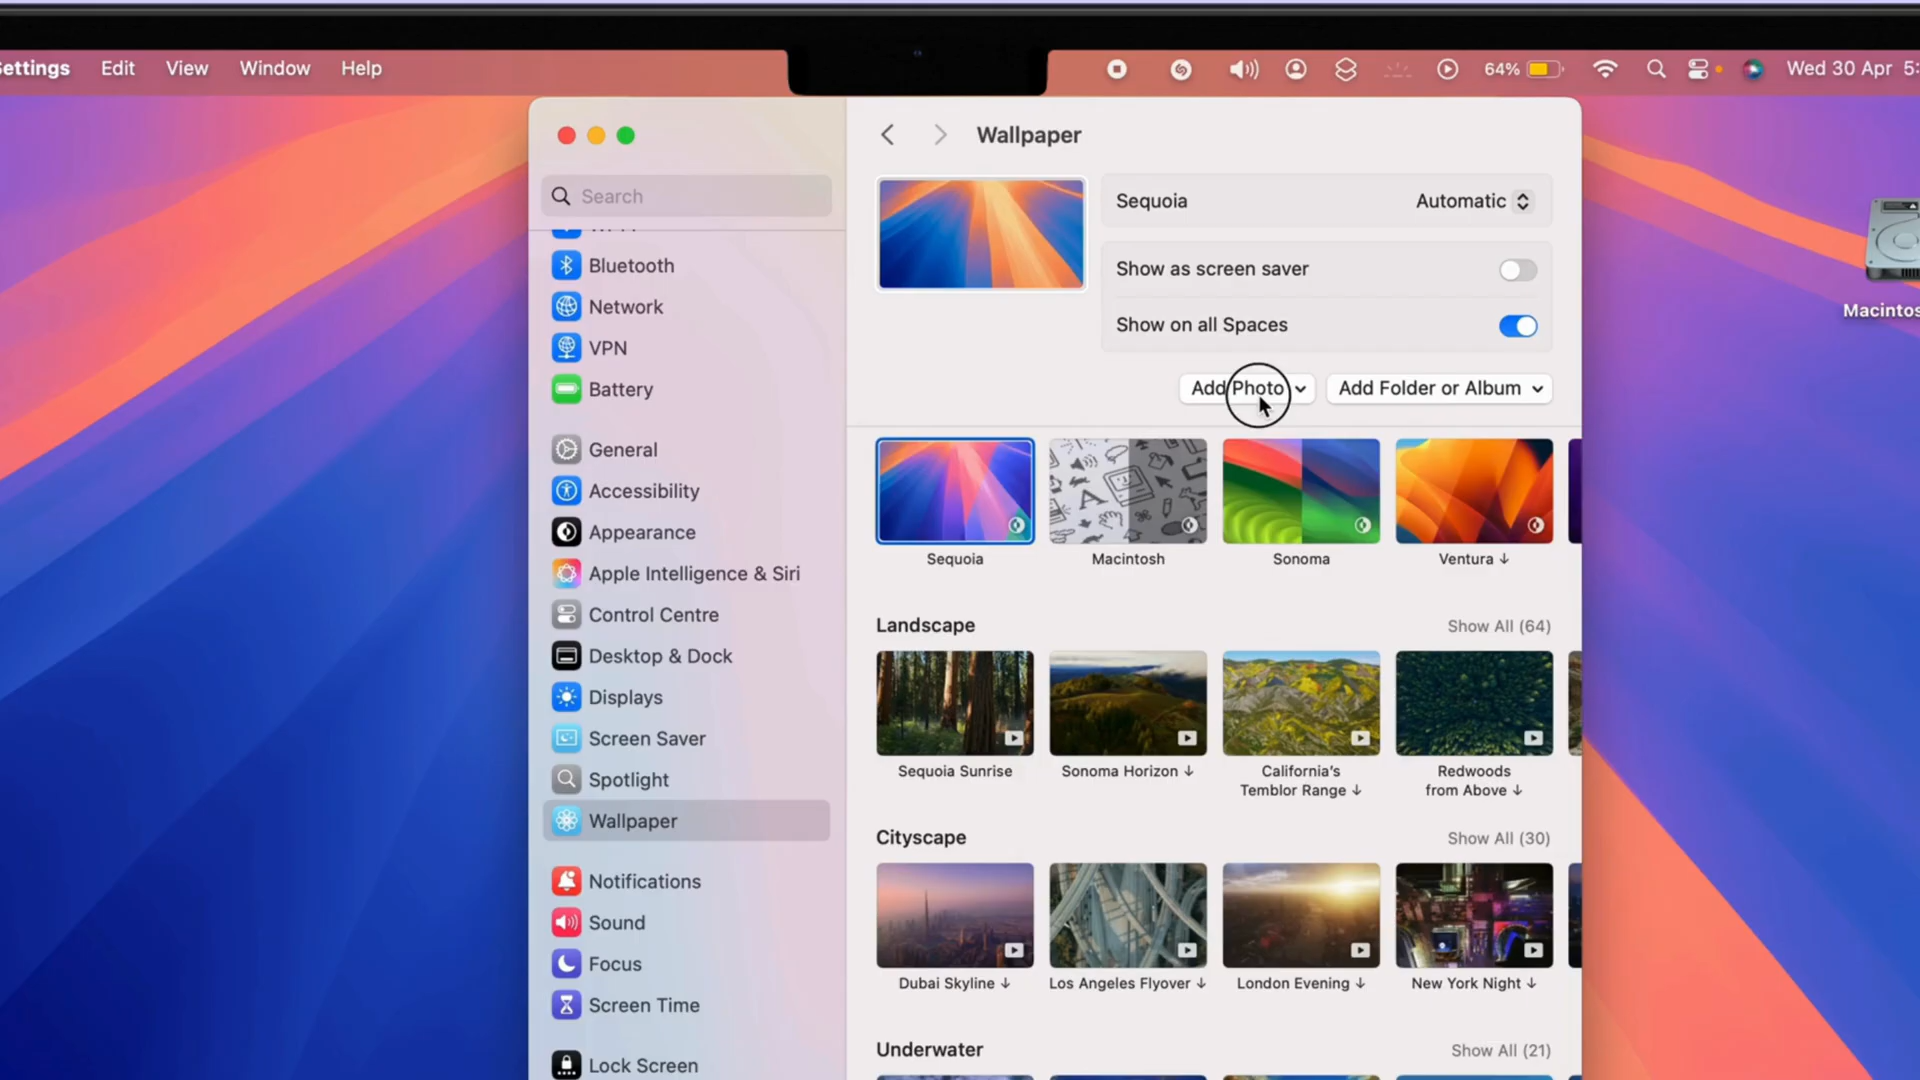 Settings Edit View Window Help 64% Wed 30 Apr 5:
Wallpaper
Search
Sequoia Automatic
Bluetooth
Show as screen saver
Network
Show on all Spaces
VPN
Battery
Add Photo Add Folder or Album
Macintos
General
Accessibility
Appearance
Apple Intelligence & Siri
Control Centre
Desktop & Dock
Displays
Screen Saver
Spotlight
Wallpaper
Notifications
Sound
Focus
Screen Time
Lock Screen
Sequoia Macintosh Sonoma Ventura ↓
Landscape Show All (64)
Sequoia Sunrise Sonoma Horizon ↓ California's Temblor Range ↓ Redwoods from Above ↓
Cityscape Show All (30)
Dubai Skyline ↓ Los Angeles Flyover ↓ London Evening ↓ New York Night ↓
Underwater Show All (21)